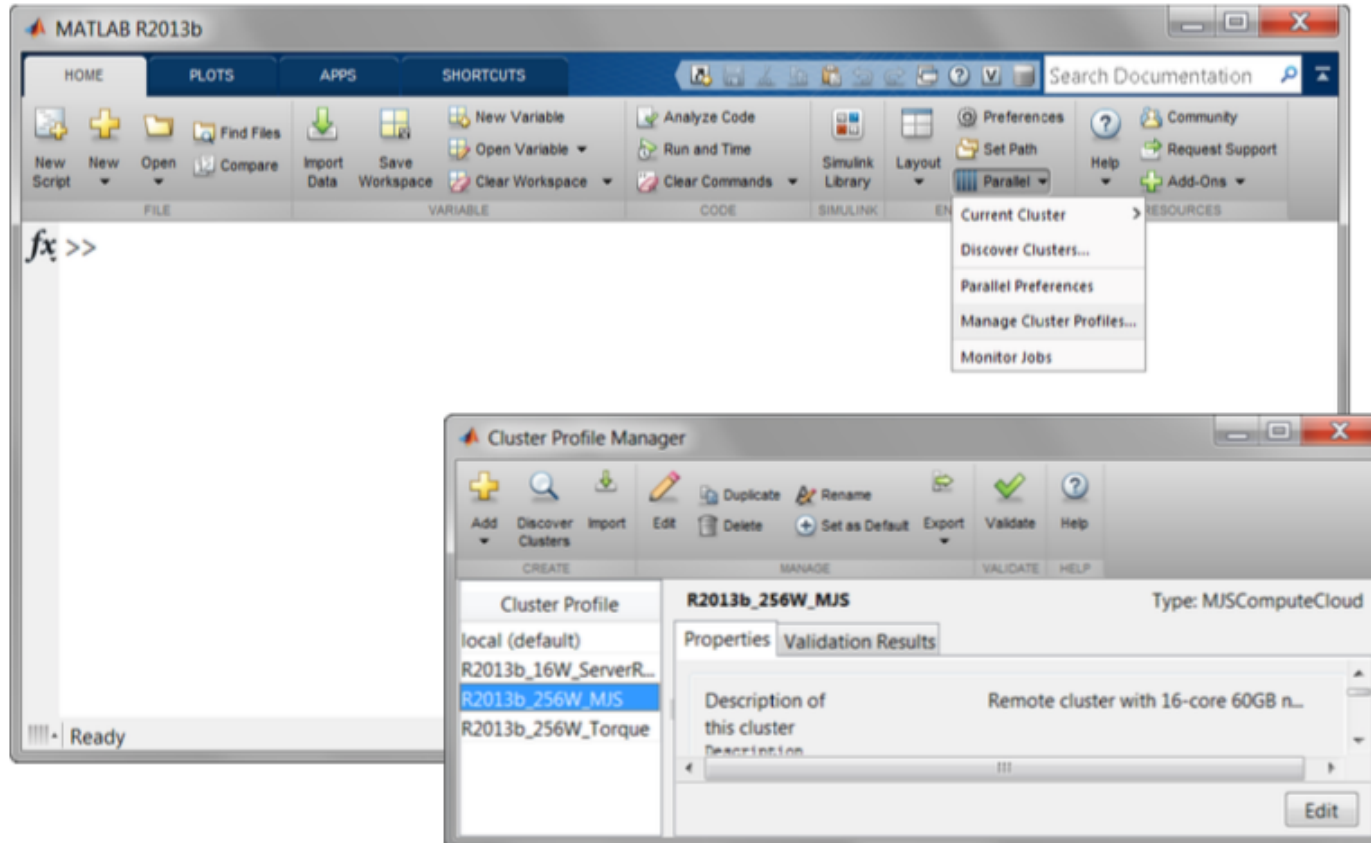 MATLAB R2013b
HOME PLOTS APPS SHORTCUTS Search Documentation
New Script
New
Open
Find Files
Compare
FILE
Import Data
Save Workspace
New Variable
Open Variable
Clear Workspace
VARIABLE
Analyze Code
Run and Time
Clear Commands
CODE
Simulink Library
SIMULINK
Layout
Preferences
Set Path
Parallel
EN
Help
Community
Request Support
Add-Ons
RESOURCES
Current Cluster
Discover Clusters...
Parallel Preferences
Manage Cluster Profiles...
Monitor Jobs
fx >>
Ready
Cluster Profile Manager
Add
Discover Clusters
Import
CREATE
Edit
Duplicate
Delete
Rename
Set as Default
Export
MANAGE
Validate
VALIDATE
Help
HELP
Cluster Profile
local (default)
R2013b_16W_ServerR...
R2013b_256W_MJS
R2013b_256W_Torque
R2013b_256W_MJS Type: MJSComputeCloud
Properties Validation Results
Description of Remote cluster with 16-core 60GB n...
this cluster
Description
Edit